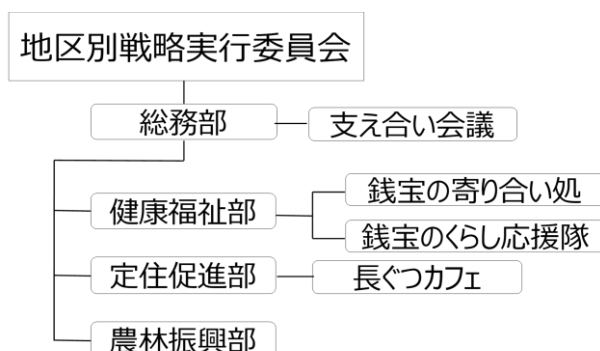 地区別戦略実行委員会
総務部
支え合い会議
健康福祉部
銭宝の寄り合い処
銭宝のくらし応援隊
定住促進部
長ぐつカフェ
農林振興部